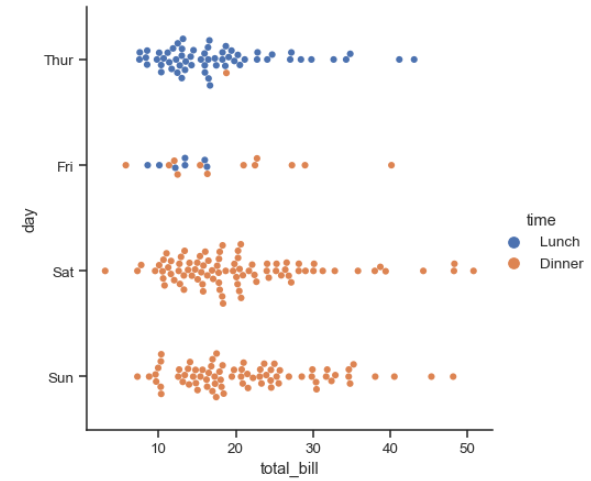 Thur
Fri
Sat
Sun
day
10 20 30 40 50
total_bill
time
Lunch
Dinner